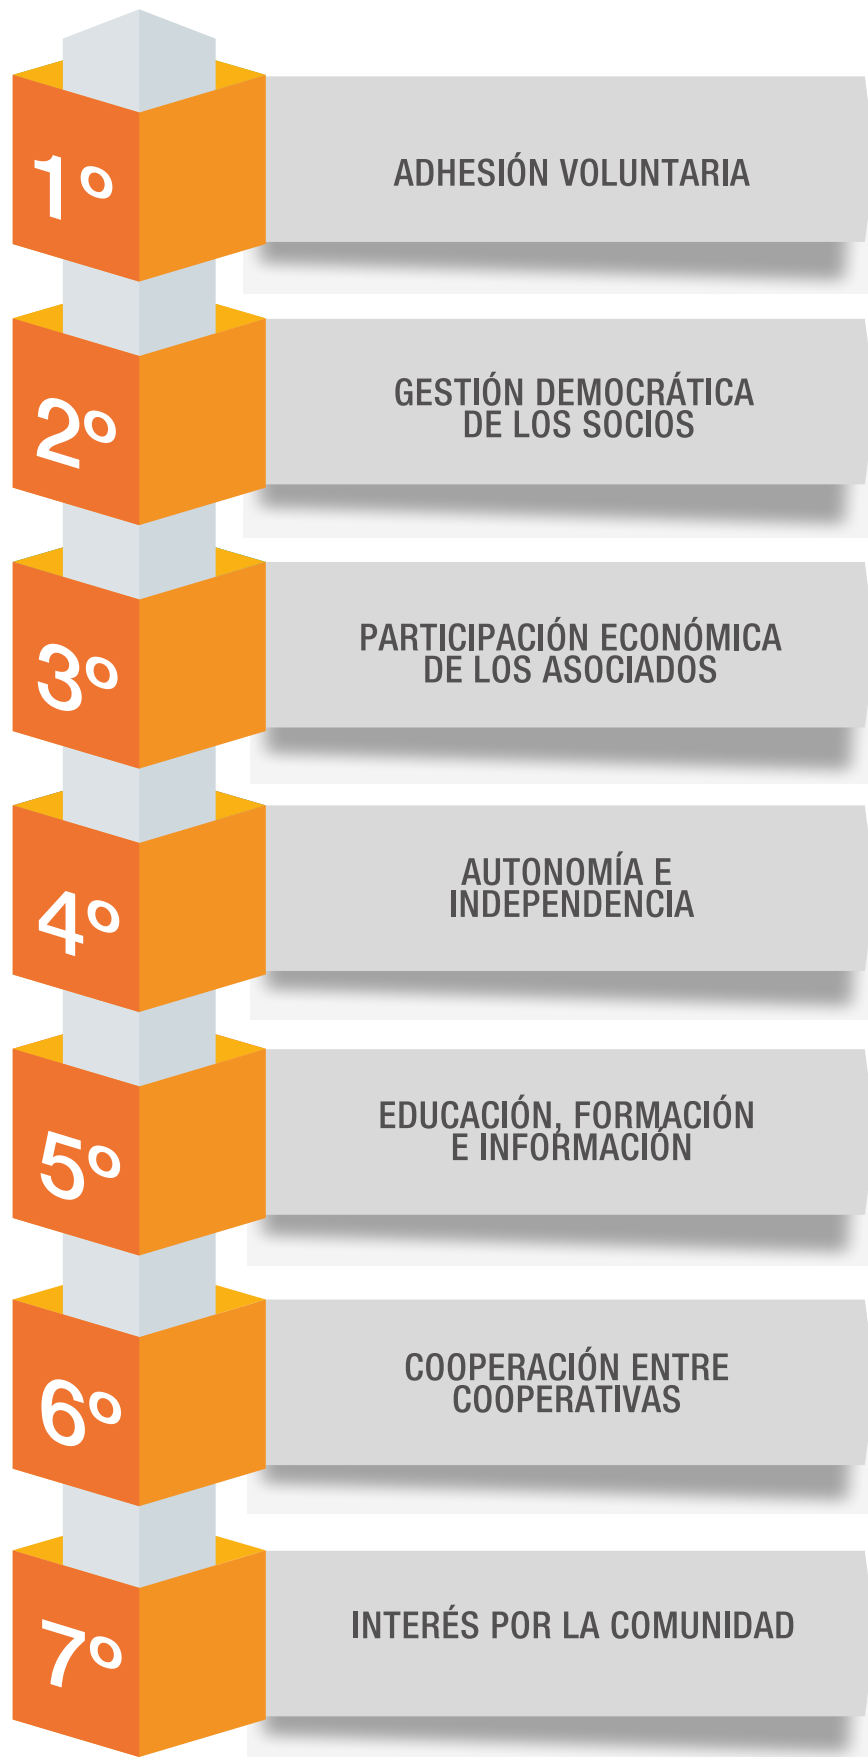 1º
ADHESIÓN VOLUNTARIA
2º
GESTIÓN DEMOCRÁTICA
DE LOS SOCIOS
3º
PARTICIPACIÓN ECONÓMICA
DE LOS ASOCIADOS
4º
AUTONOMÍA E
INDEPENDENCIA
5º
EDUCACIÓN, FORMACIÓN
E INFORMACIÓN
6º
COOPERACIÓN ENTRE
COOPERATIVAS
7º
INTERÉS POR LA COMUNIDAD